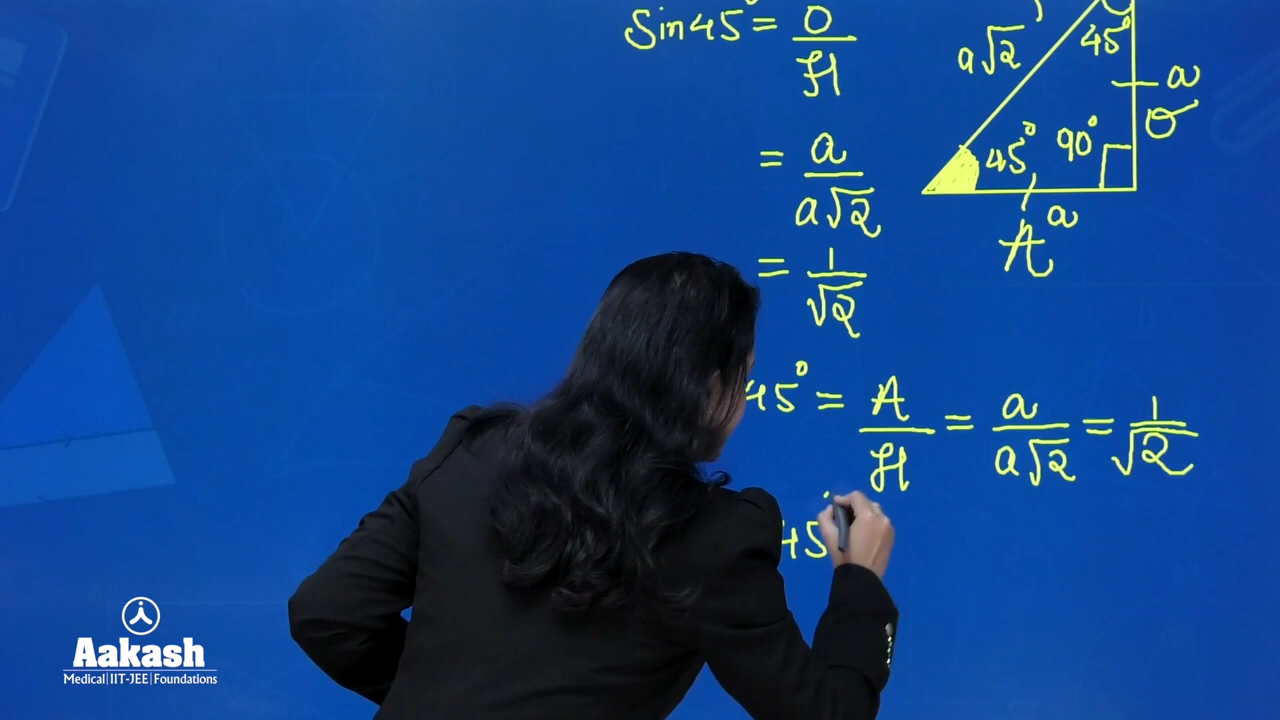 Sin45° = O/H
= a/a√2
= 1/√2
45° = A/H = a/a√2 = 1/√2
45°
a√2
45°
a
O
45° 90°
a
A
Aakash
Medical|IIT-JEE|Foundations